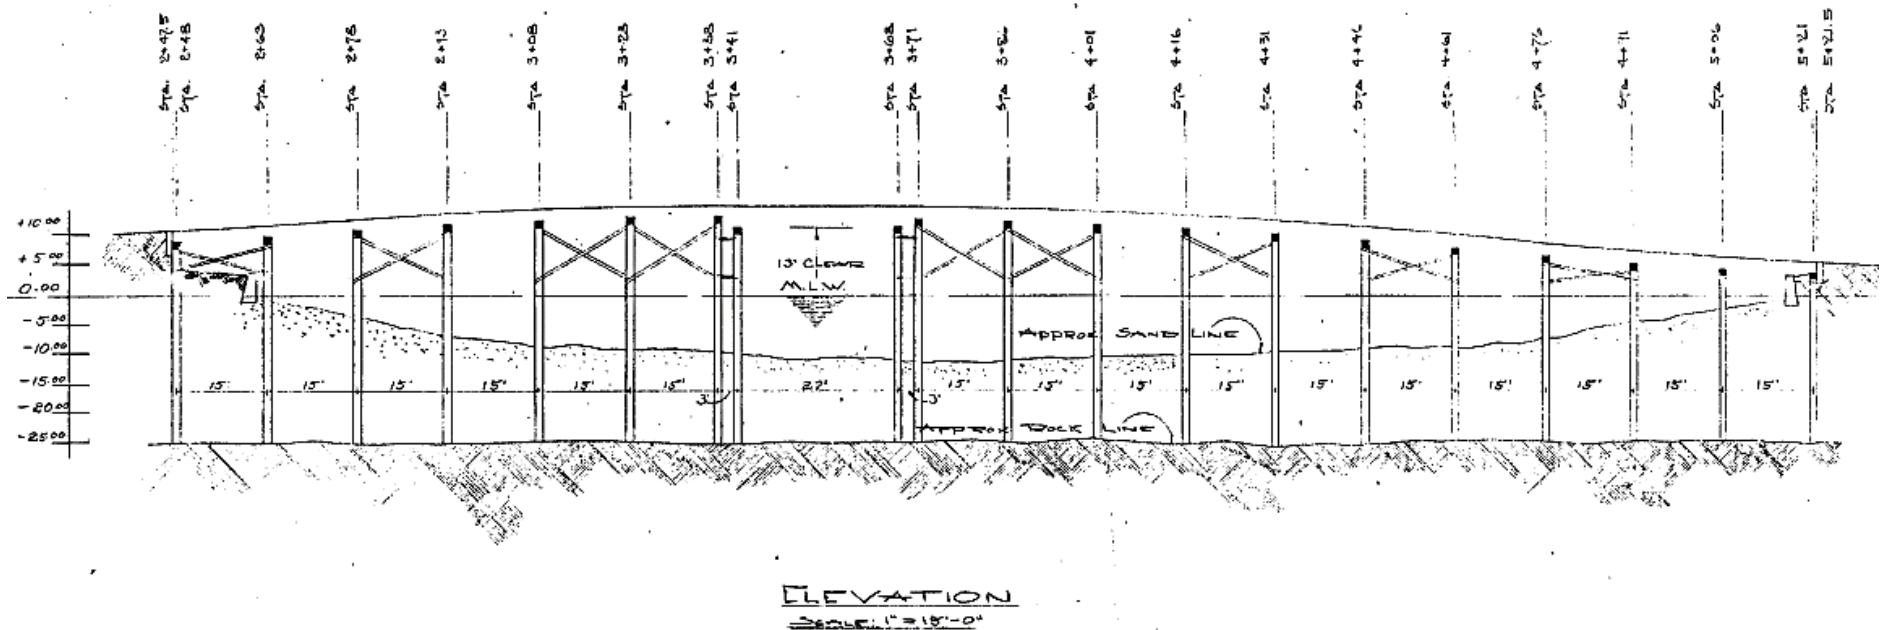 STA. 2+47.5
STA. 2+48
STA 2+63
STA 2+78
STA 2+93
STA 3+08
STA 3+23
STA 3+38
STA 3+41
STA 3+68
STA 3+71
STA 3+86
STA 4+01
STA 4+16
STA 4+31
STA 4+46
STA 4+61
STA 4+76
STA 4+91
STA 5+06
STA 5+21
STA 5+21.5
+10.00
+5.00
0.00
-5.00
-10.00
-15.00
-20.00
-25.00
13' CLEAR
M.L.W.
APPROX SAND LINE
15' 15' 15' 15' 15' 15' 3' 27' 3' 15' 15' 15' 15' 15' 15' 15' 15' 15' 15'
APPROX ROCK LINE
ELEVATION
SCALE: 1" = 15'-0"